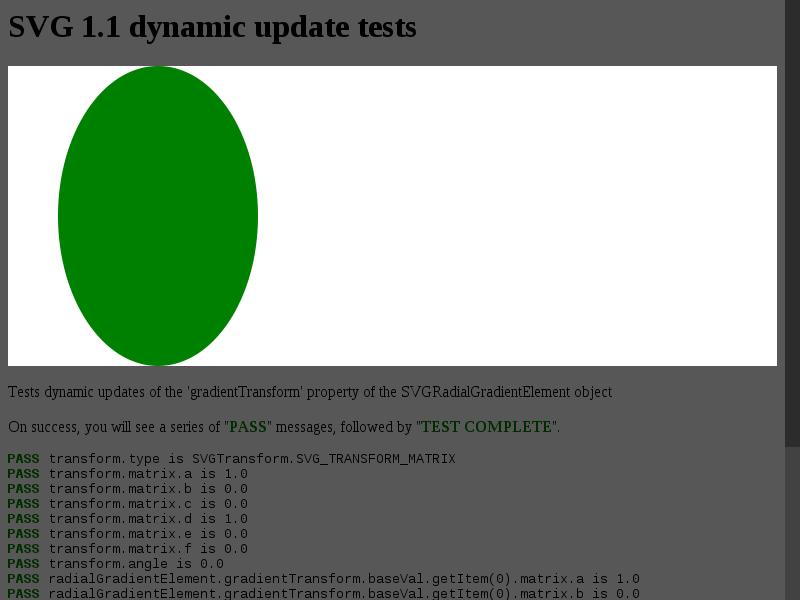 SVG 1.1 dynamic update tests
Tests dynamic updates of the 'gradientTransform' property of the SVGRadialGradientElement object
On success, you will see a series of "PASS" messages, followed by "TEST COMPLETE".
PASS transform.type is SVGTransform.SVG_TRANSFORM_MATRIX
PASS transform.matrix.a is 1.0
PASS transform.matrix.b is 0.0
PASS transform.matrix.c is 0.0
PASS transform.matrix.d is 1.0
PASS transform.matrix.e is 0.0
PASS transform.matrix.f is 0.0
PASS transform.angle is 0.0
PASS radialGradientElement.gradientTransform.baseVal.getItem(0).matrix.a is 1.0
PASS radialGradientElement.gradientTransform.baseVal.getItem(0).matrix.b is 0.0